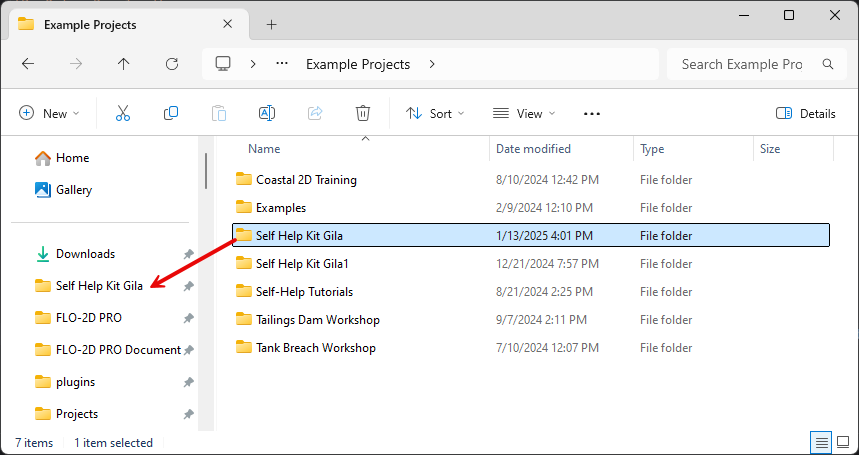 Example Projects
Example Projects
Search Example Pro
New Sort View Details
Home
Gallery
Downloads
Self Help Kit Gila
FLO-2D PRO
FLO-2D PRO Document
plugins
Projects
Name Date modified Type Size
Coastal 2D Training 8/10/2024 12:42 PM File folder
Examples 2/9/2024 12:10 PM File folder
Self Help Kit Gila 1/13/2025 4:01 PM File folder
Self Help Kit Gila1 12/21/2024 7:57 PM File folder
Self-Help Tutorials 8/21/2024 2:25 PM File folder
Tailings Dam Workshop 9/7/2024 2:11 PM File folder
Tank Breach Workshop 7/10/2024 12:07 PM File folder
7 items 1 item selected